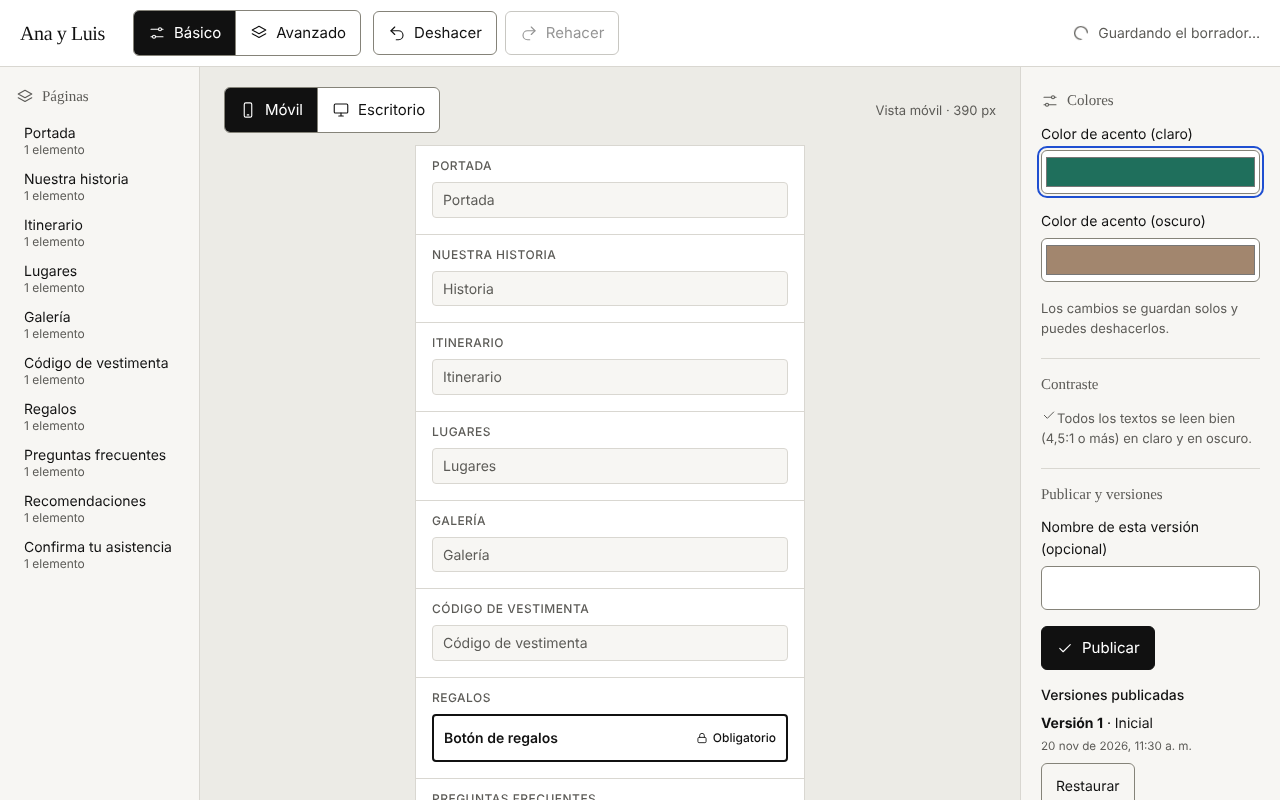 Ana y Luis
Básico
Avanzado
Deshacer
Rehacer
Guardando el borrador...
Páginas
Portada
1 elemento
Nuestra historia
1 elemento
Itinerario
1 elemento
Lugares
1 elemento
Galería
1 elemento
Código de vestimenta
1 elemento
Regalos
1 elemento
Preguntas frecuentes
1 elemento
Recomendaciones
1 elemento
Confirma tu asistencia
1 elemento
Móvil
Escritorio
Vista móvil · 390 px
PORTADA
Portada
NUESTRA HISTORIA
Historia
ITINERARIO
Itinerario
LUGARES
Lugares
GALERÍA
Galería
CÓDIGO DE VESTIMENTA
Código de vestimenta
REGALOS
Botón de regalos
Obligatorio
PREGUNTAS FRECUENTES
Colores
Color de acento (claro)
Color de acento (oscuro)
Los cambios se guardan solos y
puedes deshacerlos.
Contraste
Todos los textos se leen bien
(4,5:1 o más) en claro y en oscuro.
Publicar y versiones
Nombre de esta versión
(opcional)
Publicar
Versiones publicadas
Versión 1 · Inicial
20 nov de 2026, 11:30 a. m.
Restaurar